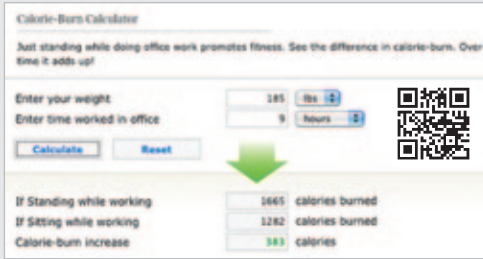 Calorie-Burn Calculator
Just standing while doing office work promotes fitness. See the difference in calorie-burn. Over
time it adds up!
Enter your weight 185 lbs
Enter time worked in office 9 hours
Calculate Reset
If Standing while working 1665 calories burned
If Sitting while working 1282 calories burned
Calorie-burn increase 383 calories